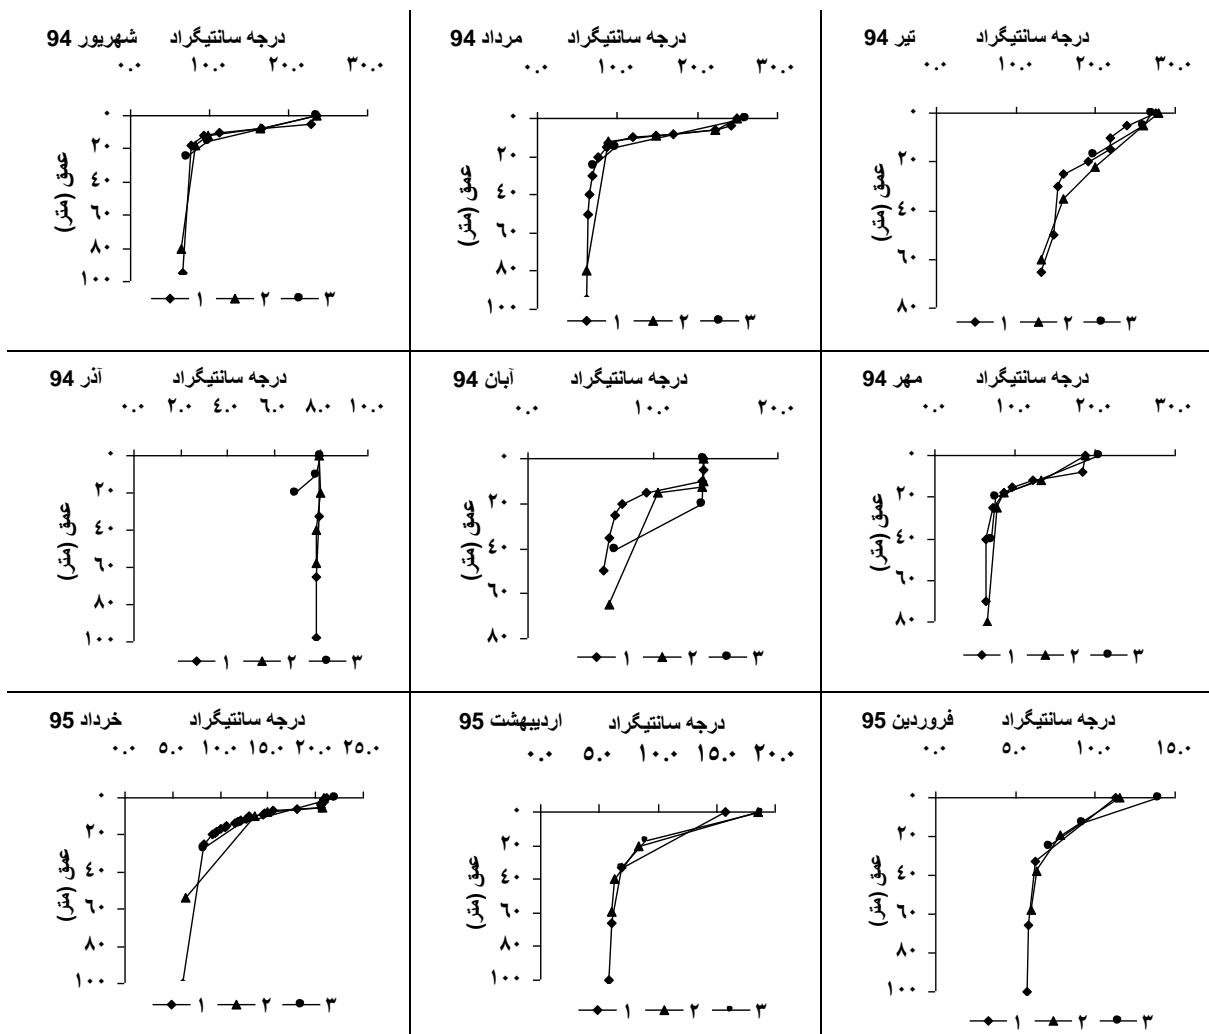 درجه سانتیگراد تیر 94
۰.۰ ۱۰.۰ ۲۰.۰ ۳۰.۰
۰
۲۰
۴۰
۶۰
۸۰
عمق (متر)
۱ ۲ ۳
درجه سانتیگراد مرداد 94
۰.۰ ۱۰.۰ ۲۰.۰ ۳۰.۰
۰
۲۰
٤۰
٦۰
۸۰
۱۰۰
عمق (متر)
۱ ۲ ۳
درجه سانتیگراد شهریور 94
۰.۰ ۱۰.۰ ۲۰.۰ ۳۰.۰
۰
۲۰
٤۰
٦۰
۸۰
۱۰۰
عمق (متر)
۱ ۲ ۳
درجه سانتیگراد مهر 94
۰.۰ ۱۰.۰ ۲۰.۰ ۳۰.۰
۰
۲۰
٤۰
٦۰
۸۰
عمق (متر)
۱ ۲ ۳
درجه سانتیگراد آبان 94
۰.۰ ۱۰.۰ ۲۰.۰
۰
۲۰
٤۰
٦۰
۸۰
عمق (متر)
۱ ۲ ۳
درجه سانتیگراد آذر 94
۰.۰ ۲.۰ ٤.۰ ٦.۰ ۸.۰ ۱۰.۰
۰
۲۰
٤۰
٦۰
۸۰
۱۰۰
عمق (متر)
۱ ۲ ۳
درجه سانتیگراد فروردین 95
۰.۰ ٥.۰ ۱۰.۰ ۱٥.۰
۰
۲۰
٤۰
٦۰
۸۰
۱۰۰
عمق (متر)
۱ ۲ ۳
درجه سانتیگراد اردیبهشت 95
۰.۰ ٥.۰ ۱۰.۰ ۱٥.۰ ۲۰.۰
۰
۲۰
٤۰
٦۰
۸۰
۱۰۰
عمق (متر)
۱ ۲ ۳
درجه سانتیگراد خرداد 95
۰.۰ ٥.۰ ۱۰.۰ ۱٥.۰ ۲۰.۰ ۲٥.۰
۰
۲۰
٤۰
٦۰
۸۰
۱۰۰
عمق (متر)
۱ ۲ ۳